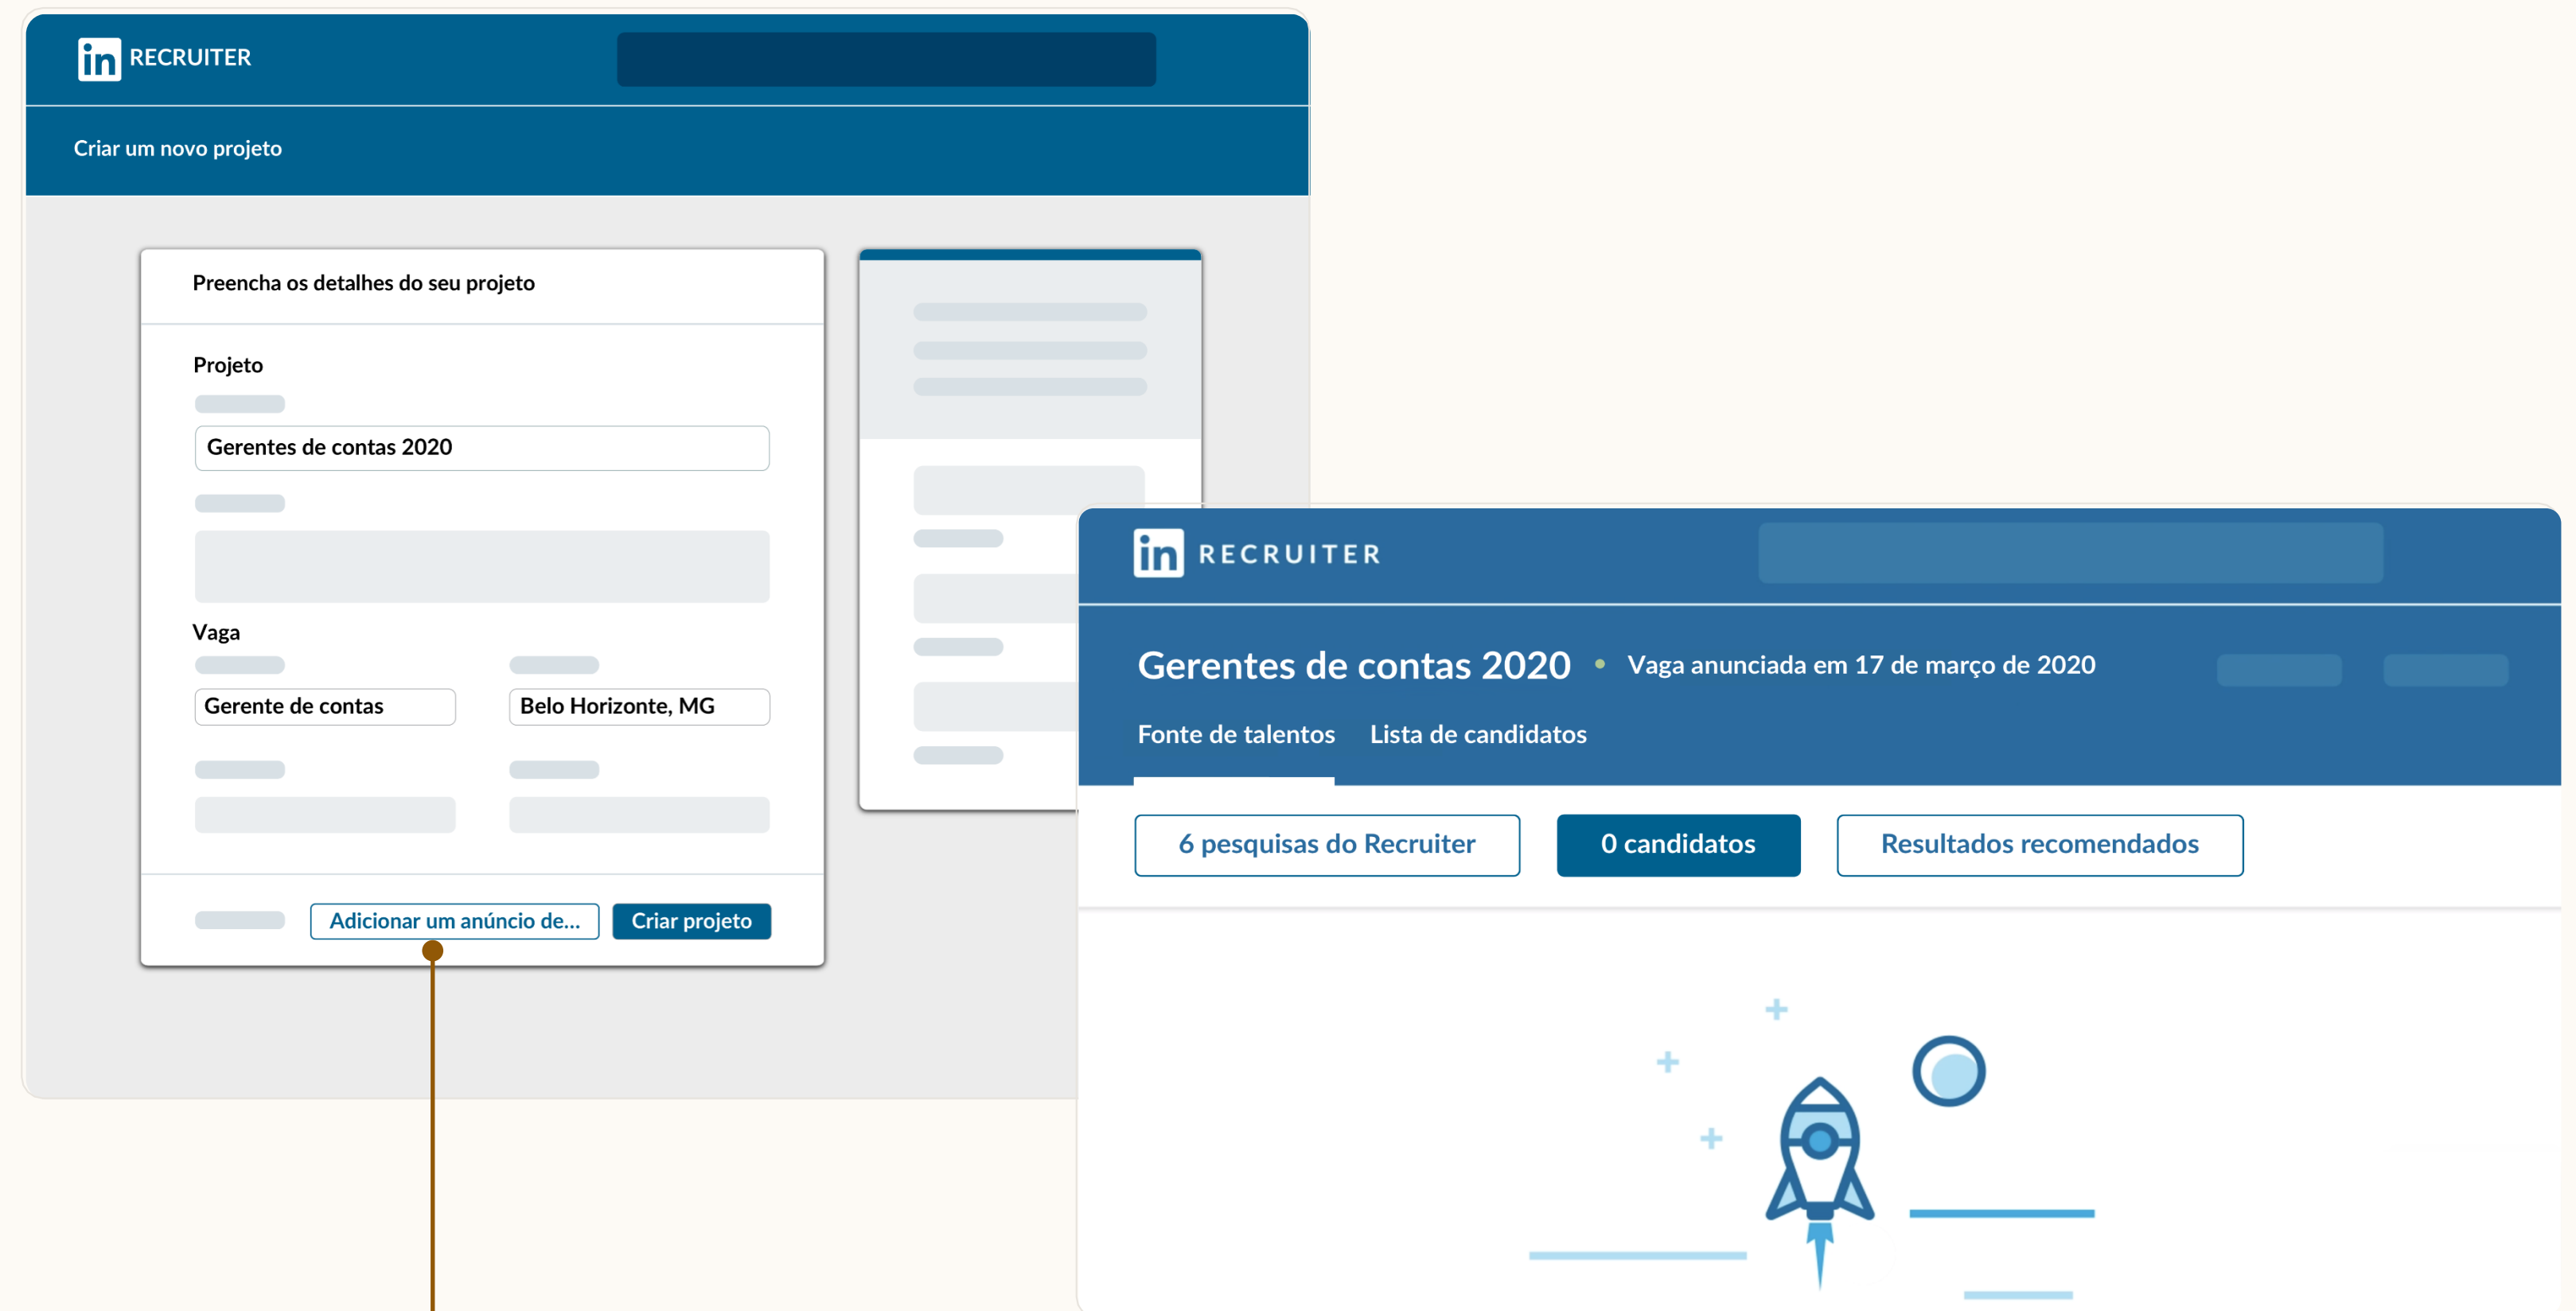 in RECRUITER
Criar um novo projeto
Preencha os detalhes do seu projeto
Projeto
Gerentes de contas 2020
Vaga
Gerente de contas
Belo Horizonte, MG
Adicionar um anúncio de...
Criar projeto
in RECRUITER
Gerentes de contas 2020 • Vaga anunciada em 17 de março de 2020
Fonte de talentos Lista de candidatos
6 pesquisas do Recruiter
0 candidatos
Resultados recomendados